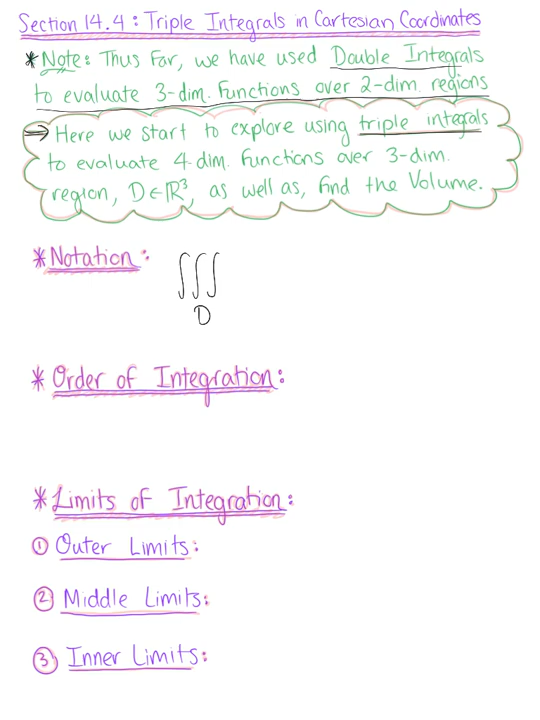 Section 14.4: Triple Integrals in Cartesian Coordinates
*Note: Thus far, we have used Double Integrals
to evaluate 3-dim. functions over 2-dim. regions
⇒ Here we start to explore using triple integals
to evaluate 4-dim. functions over 3-dim.
region, D∈ℝ³, as well as, find the Volume.
*Notation:
∫∫∫
D
* Order of Integration:
*Limits of Integration:
① Outer Limits:
② Middle Limits:
③ Inner Limits: